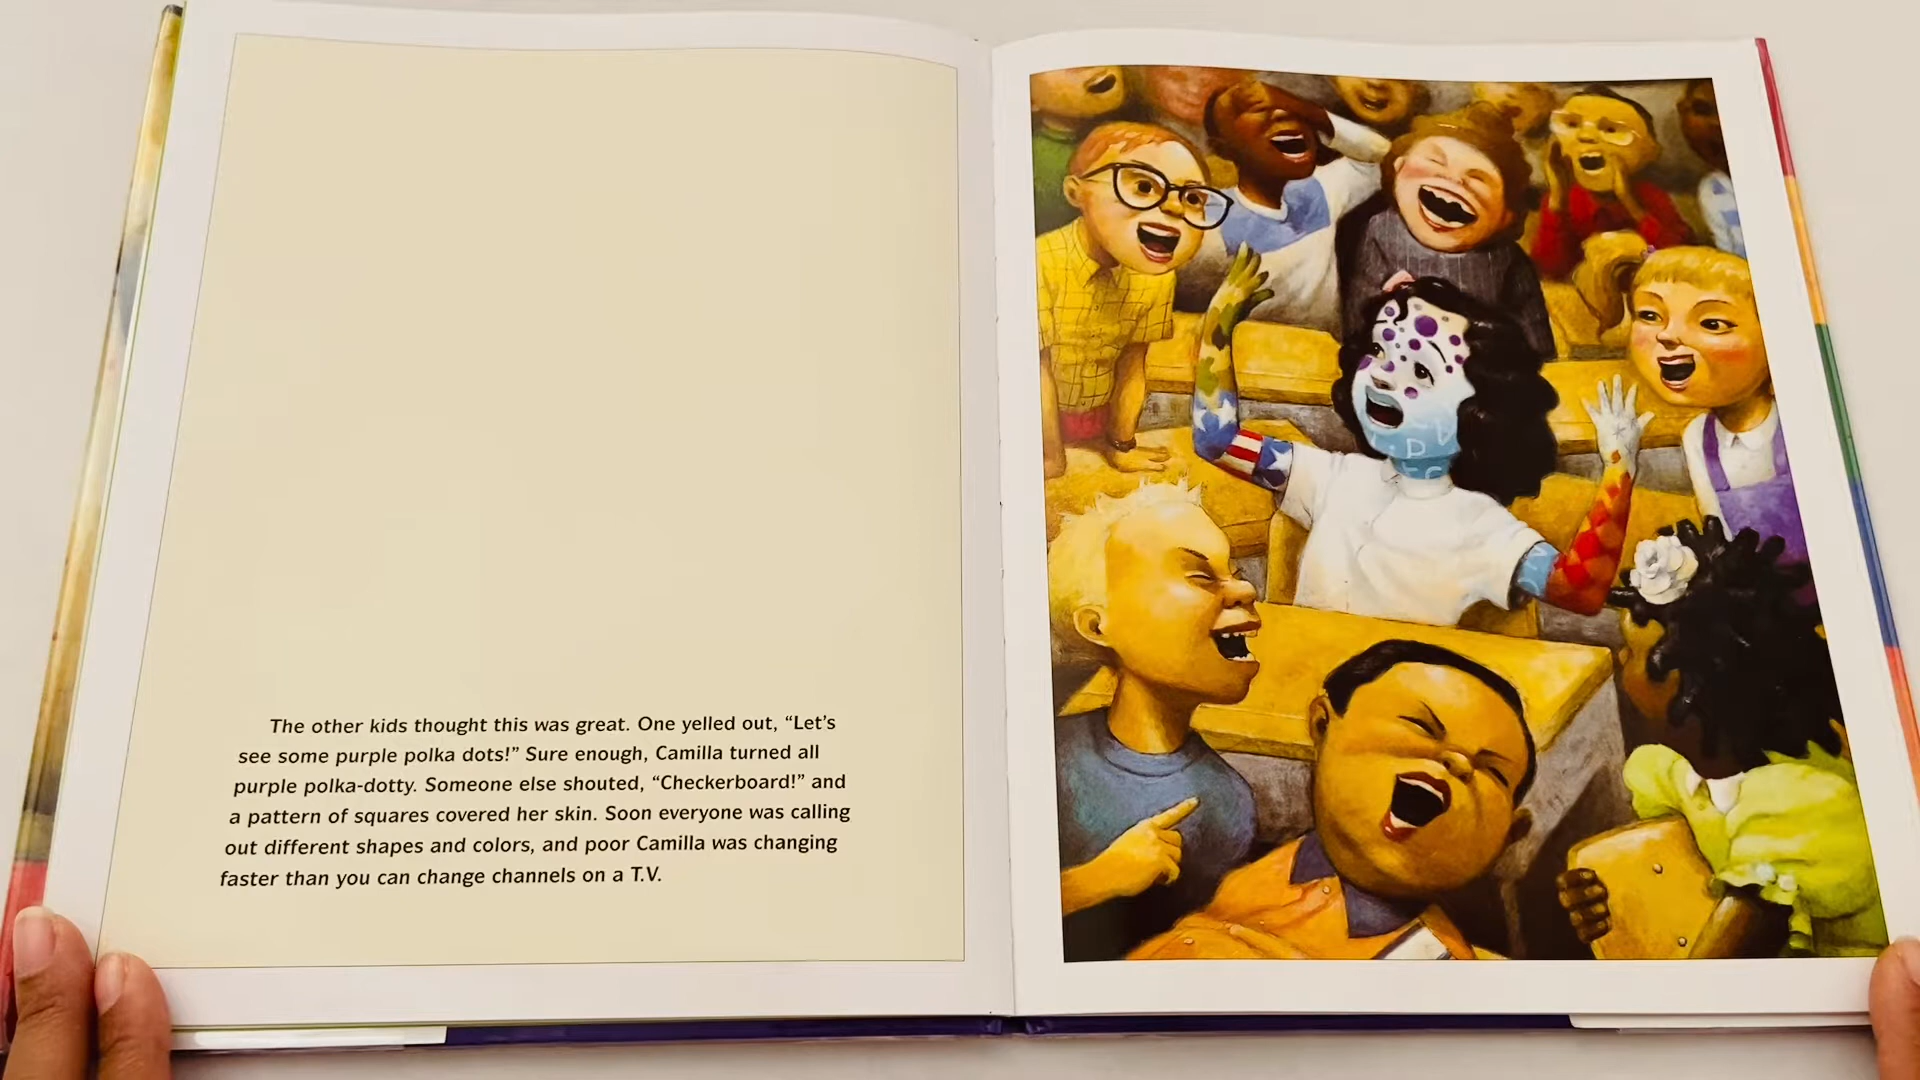 The other kids thought this was great. One yelled out, “Let’s
see some purple polka dots!” Sure enough, Camilla turned all
purple polka-dotty. Someone else shouted, “Checkerboard!” and
a pattern of squares covered her skin. Soon everyone was calling
out different shapes and colors, and poor Camilla was changing
faster than you can change channels on a T.V.